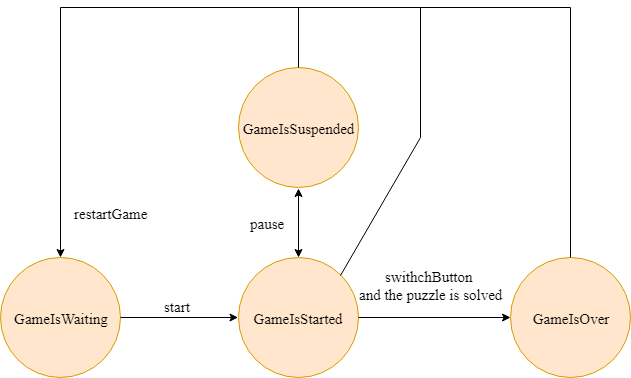 GameIsSuspended
restartGame
pause
swithchButton
and the puzzle is solved
start
GameIsWaiting
GameIsStarted
GameIsOver